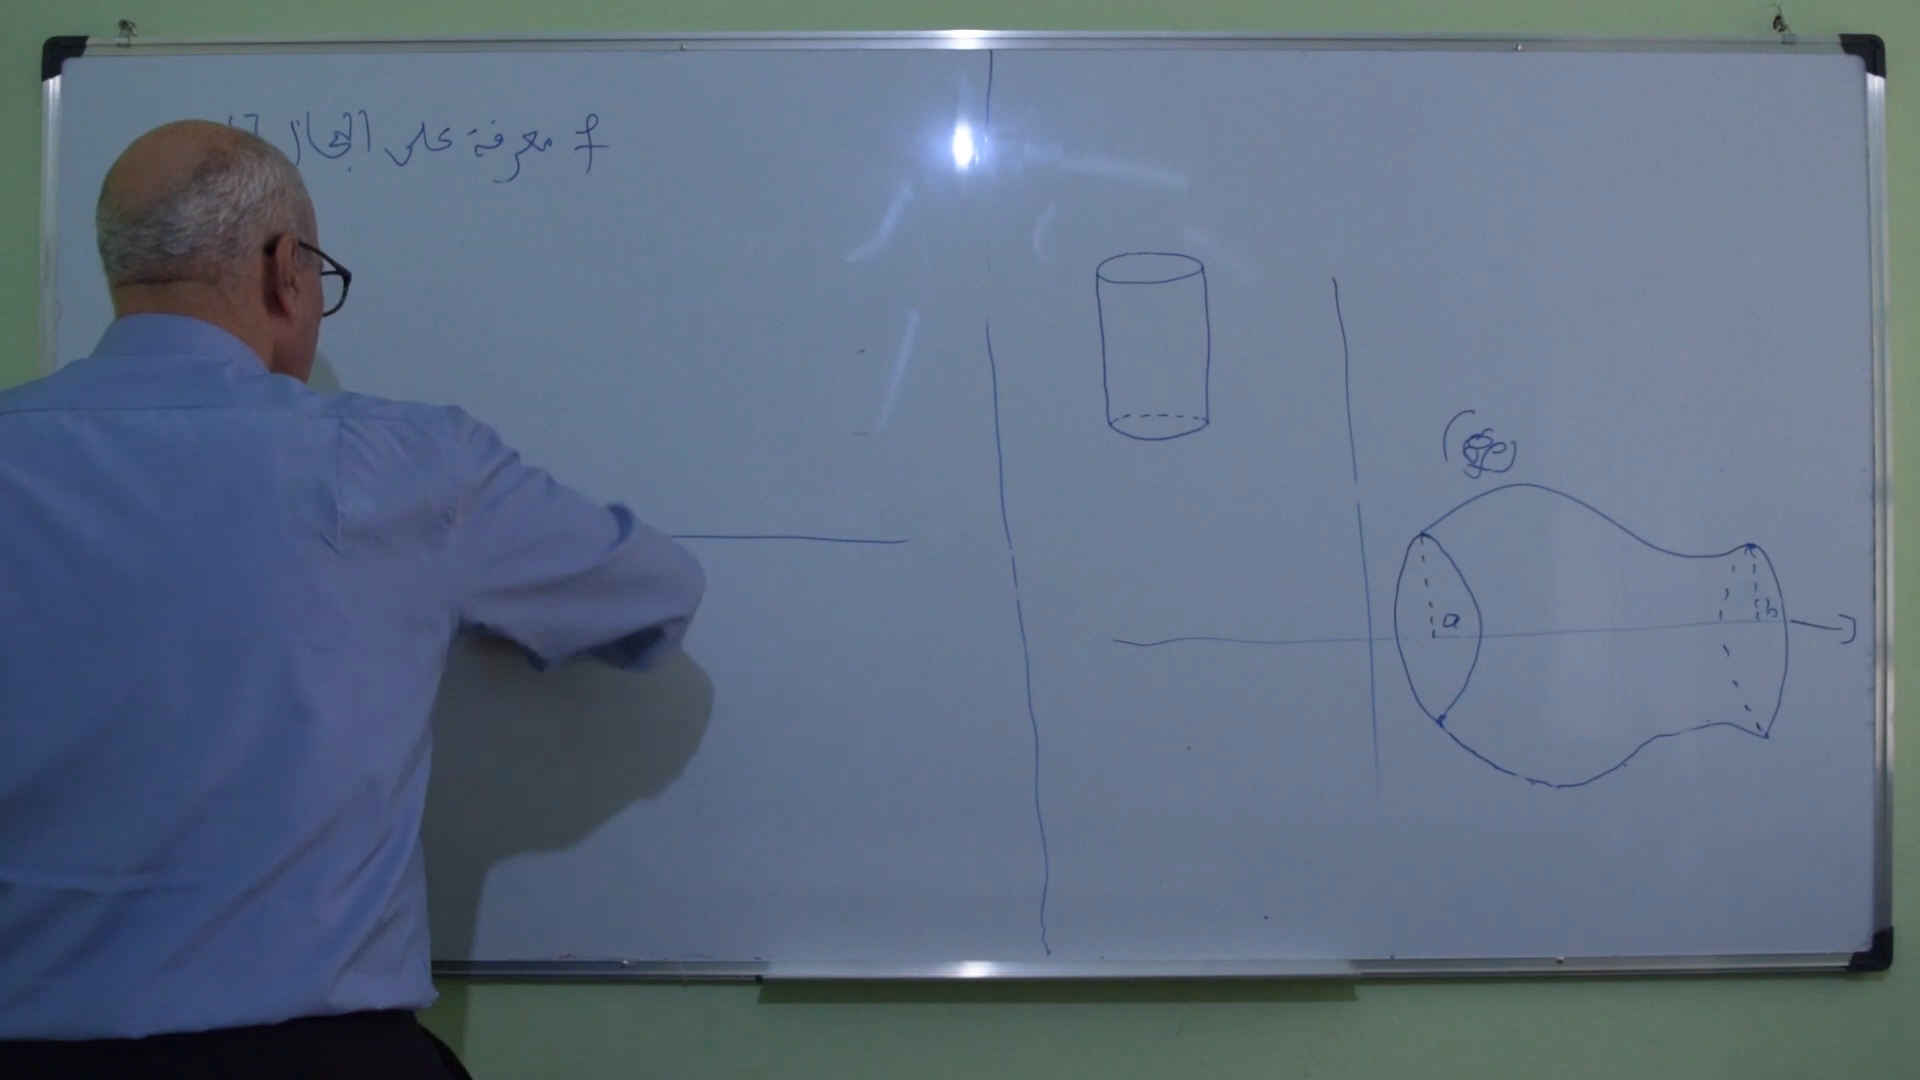 f معرفة على المجال [
a
b